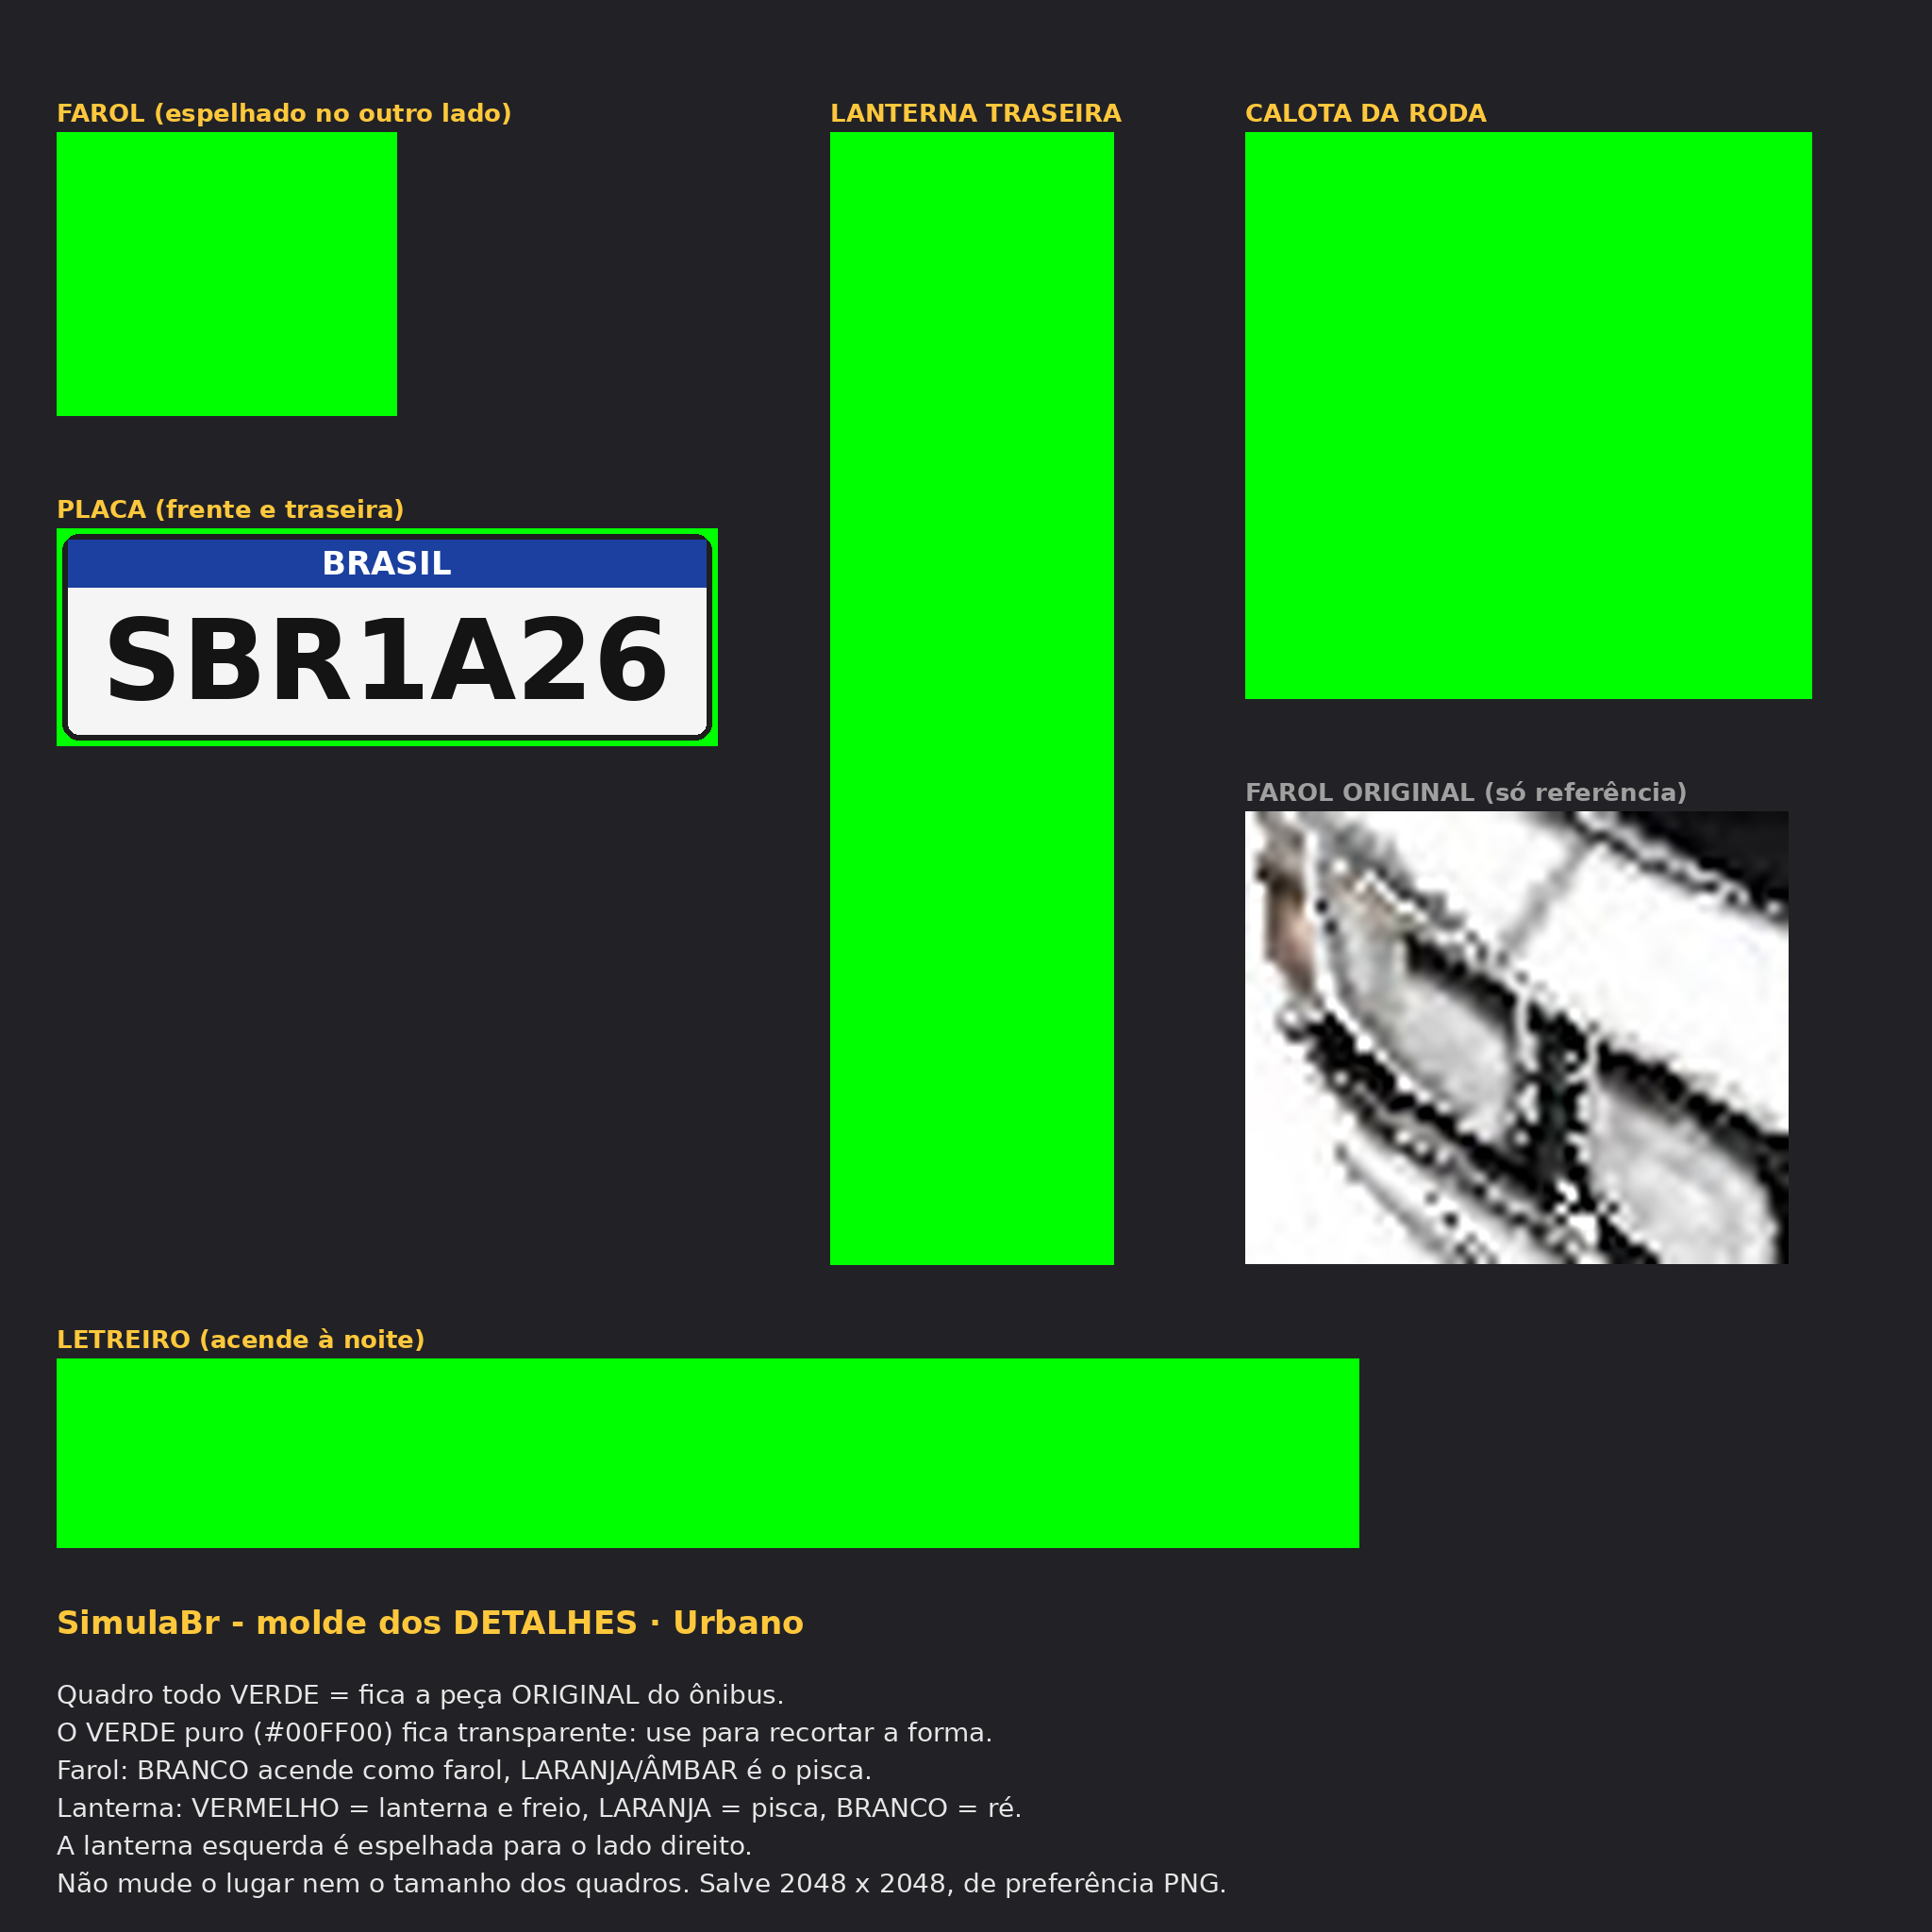 FAROL (espelhado no outro lado)
LANTERNA TRASEIRA
CALOTA DA RODA
PLACA (frente e traseira)
BRASIL
SBR1A26
FAROL ORIGINAL (só referência)
LETREIRO (acende à noite)
SimulaBr - molde dos DETALHES · Urbano
Quadro todo VERDE = fica a peça ORIGINAL do ônibus.
O VERDE puro (#00FF00) fica transparente: use para recortar a forma.
Farol: BRANCO acende como farol, LARANJA/ÂMBAR é o pisca.
Lanterna: VERMELHO = lanterna e freio, LARANJA = pisca, BRANCO = ré.
A lanterna esquerda é espelhada para o lado direito.
Não mude o lugar nem o tamanho dos quadros. Salve 2048 x 2048, de preferência PNG.